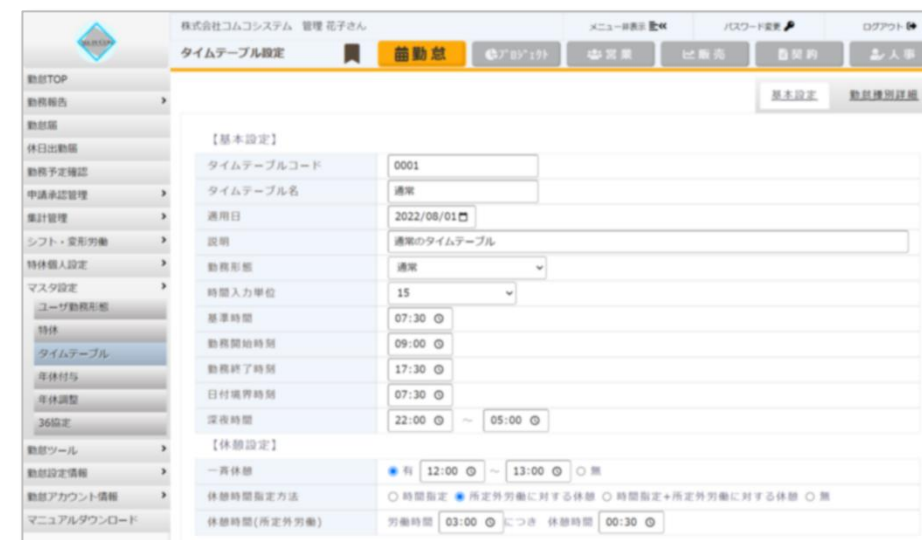 株式会社コムコシステム 管理 花子さん
メニュー非表示
パスワード変更
ログアウト
タイムテーブル設定
勤怠
ﾌﾟﾛｼﾞｪｸﾄ
営業
販売
契約
人事
勤怠TOP
勤務報告
勤怠届
休日出勤届
勤務予定確認
申請承認管理
集計管理
シフト・変形労働
特休個人設定
マスタ設定
ユーザ勤務形態
特休
タイムテーブル
年休付与
年休調整
36協定
勤怠ツール
勤怠設定情報
勤怠アカウント情報
マニュアルダウンロード
基本設定 勤怠種別詳細
【基本設定】
タイムテーブルコード 0001
タイムテーブル名 通常
適用日 2022/08/01
説明 通常のタイムテーブル
勤務形態 通常
時間入力単位 15
基準時間 07:30
勤務開始時刻 09:00
勤務終了時刻 17:30
日付境界時刻 07:30
深夜時間 22:00 ~ 05:00
【休憩設定】
一斉休憩 有 12:00 ~ 13:00 無
休憩時間指定方法 時間指定 所定外労働に対する休憩 時間指定+所定外労働に対する休憩 無
休憩時間(所定外労働) 労働時間 03:00 につき 休憩時間 00:30